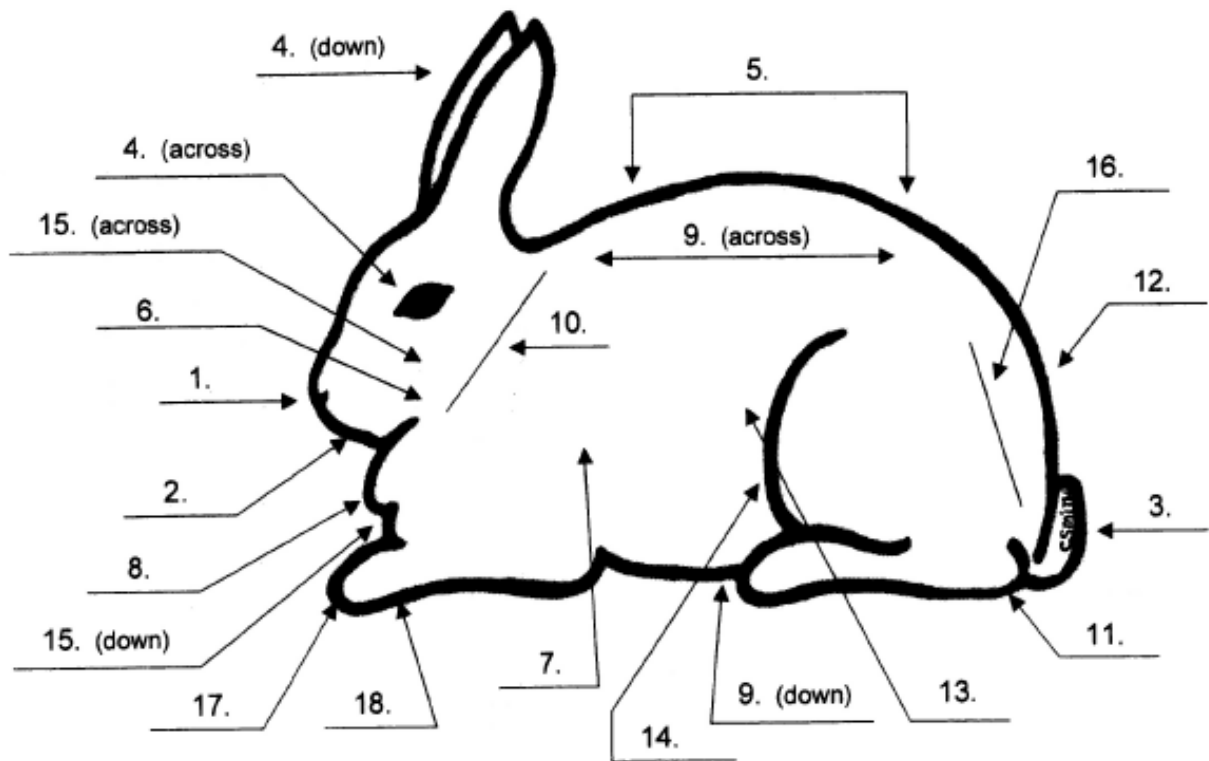 4. (down)
5.
4. (across)
16.
15. (across)
9. (across)
12.
6.
10.
1.
2.
3.
8.
15. (down)
7.
11.
17.
18.
9. (down)
13.
14.